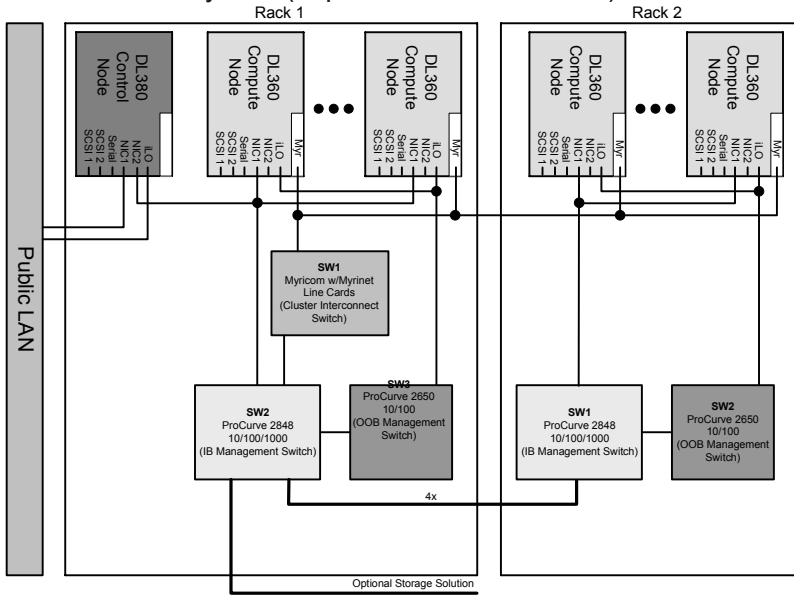 Rack 1
Rack 2
DL380
Control
Node
SCSI 1
SCSI 2
Serial
NIC1
NIC2
iLO
DL360
Compute
Node
SCSI 1
SCSI 2
Serial
NIC1
NIC2
iLO
Myr
DL360
Compute
Node
SCSI 1
SCSI 2
Serial
NIC1
NIC2
iLO
Myr
DL360
Compute
Node
SCSI 1
SCSI 2
Serial
NIC1
NIC2
iLO
Myr
DL360
Compute
Node
SCSI 1
SCSI 2
Serial
NIC1
NIC2
iLO
Myr
Public LAN
SW1
Myricom w/Myrinet
Line Cards
(Cluster Interconnect
Switch)
SW2
ProCurve 2848
10/100/1000
(IB Management Switch)
SW3
ProCurve 2650
10/100
(OOB Management
Switch)
SW1
ProCurve 2848
10/100/1000
(IB Management Switch)
SW2
ProCurve 2650
10/100
(OOB Management
Switch)
4x
Optional Storage Solution